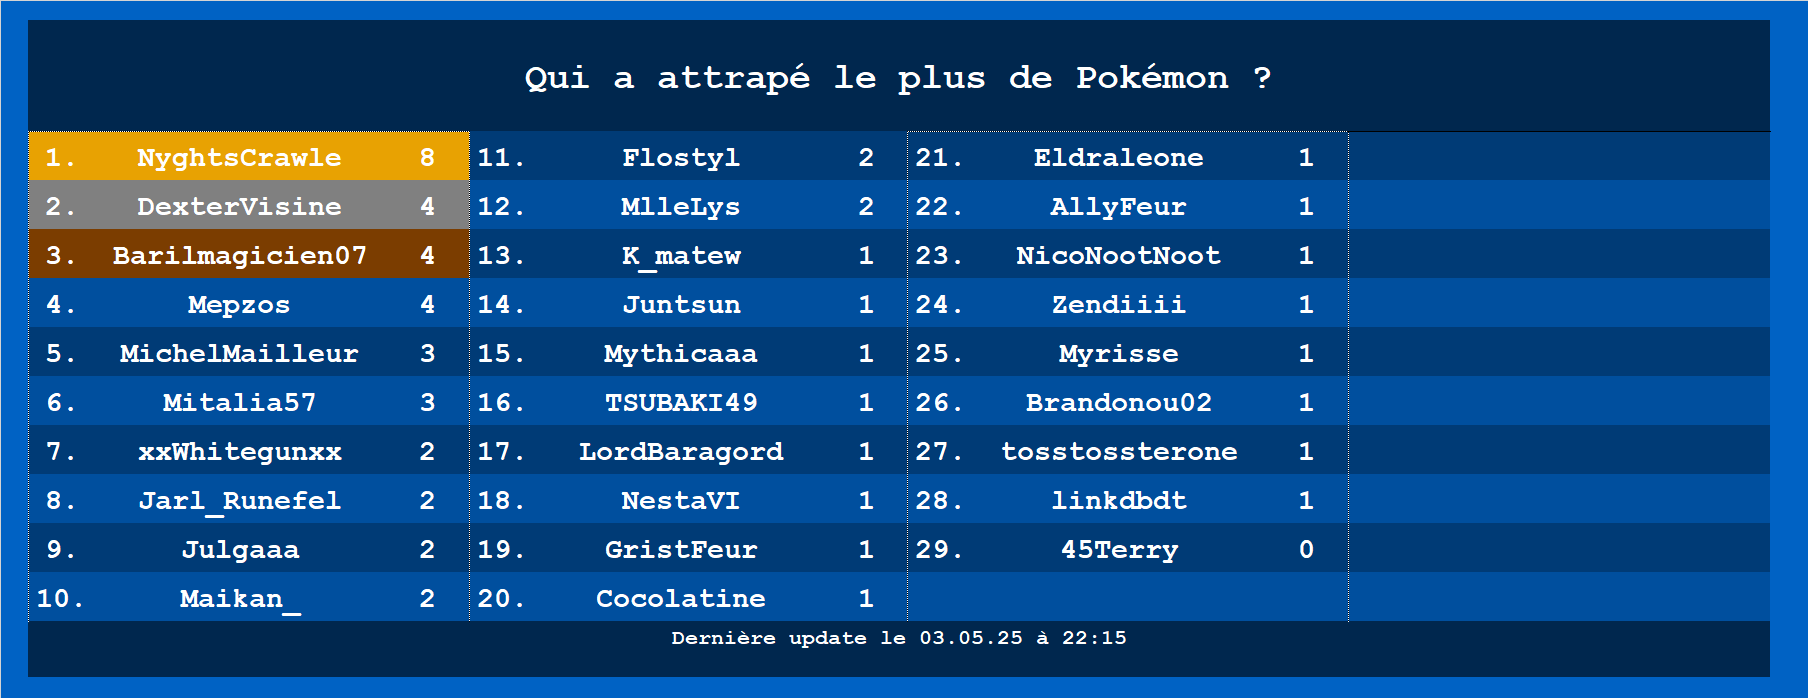 Qui a attrapé le plus de Pokémon ?
1. NyghtsCrawle 8
2. DexterVisine 4
3. Barilmagicien07 4
4. Mepzos 4
5. MichelMailleur 3
6. Mitalia57 3
7. xxWhitegunxx 2
8. Jarl_Runefel 2
9. Julgaaa 2
10. Maikan_ 2
11. Flostyl 2
12. MlleLys 2
13. K_matew 1
14. Juntsun 1
15. Mythicaaa 1
16. TSUBAKI49 1
17. LordBaragord 1
18. NestaVI 1
19. GristFeur 1
20. Cocolatine 1
21. Eldraleone 1
22. AllyFeur 1
23. NicoNootNoot 1
24. Zendiiii 1
25. Myrisse 1
26. Brandonou02 1
27. tosstossterone 1
28. linkdbdt 1
29. 45Terry 0
Dernière update le 03.05.25 à 22:15